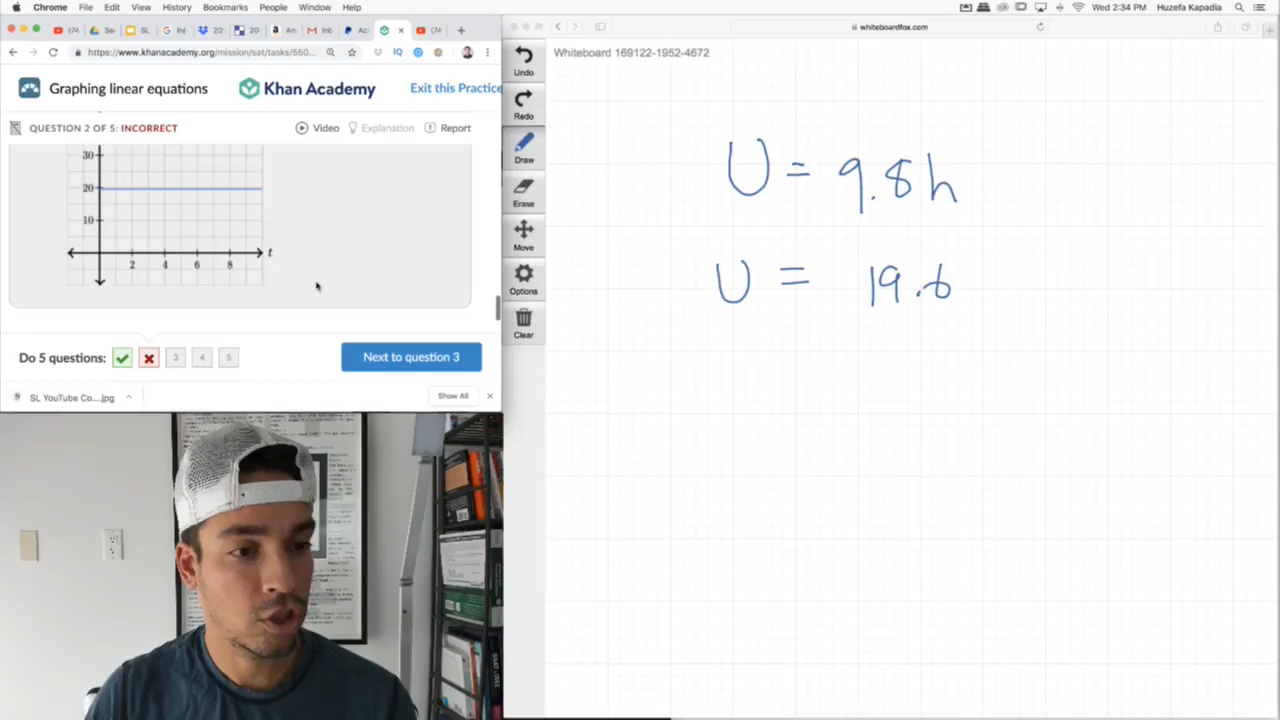 Chrome File Edit View History Bookmarks People Window Help
Wed 2:34 PM Huzefa Kapadia
https://www.khanacademy.org/mission/sat/tasks/550...
whiteboardfox.com
Graphing linear equations
Khan Academy
Exit this Practice
QUESTION 2 OF 5: INCORRECT
Video
Explanation
Report
30
20
10
2 4 6 8
t
Do 5 questions:
3 4 5
Next to question 3
SL YouTube Co....jpg
Show All
Whiteboard 169122-1952-4672
Undo
Redo
Draw
Erase
Move
Options
Clear
U = 9.8h
U = 19.6